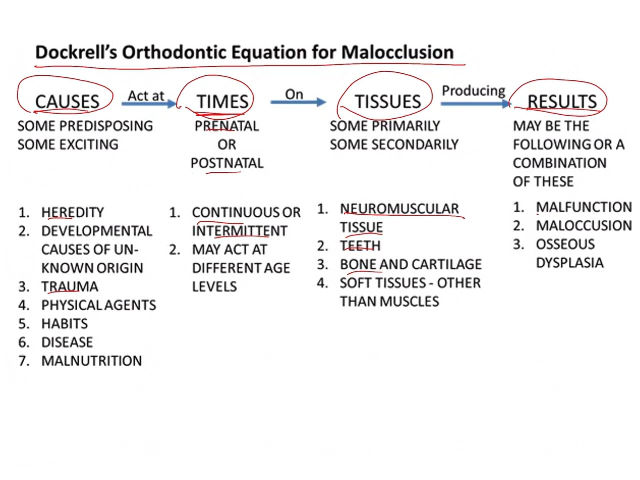 Dockrell's Orthodontic Equation for Malocclusion
CAUSES Act at TIMES On TISSUES Producing RESULTS
SOME PREDISPOSING
SOME EXCITING
PRENATAL
OR
POSTNATAL
SOME PRIMARILY
SOME SECONDARILY
MAY BE THE
FOLLOWING OR A
COMBINATION
OF THESE
1. HEREDITY
2. DEVELOPMENTAL
CAUSES OF UN-
KNOWN ORIGIN
3. TRAUMA
4. PHYSICAL AGENTS
5. HABITS
6. DISEASE
7. MALNUTRITION
1. CONTINUOUS OR
INTERMITTENT
2. MAY ACT AT
DIFFERENT AGE
LEVELS
1. NEUROMUSCULAR
TISSUE
2. TEETH
3. BONE AND CARTILAGE
4. SOFT TISSUES - OTHER
THAN MUSCLES
1. MALFUNCTION
2. MALOCCUSION
3. OSSEOUS
DYSPLASIA